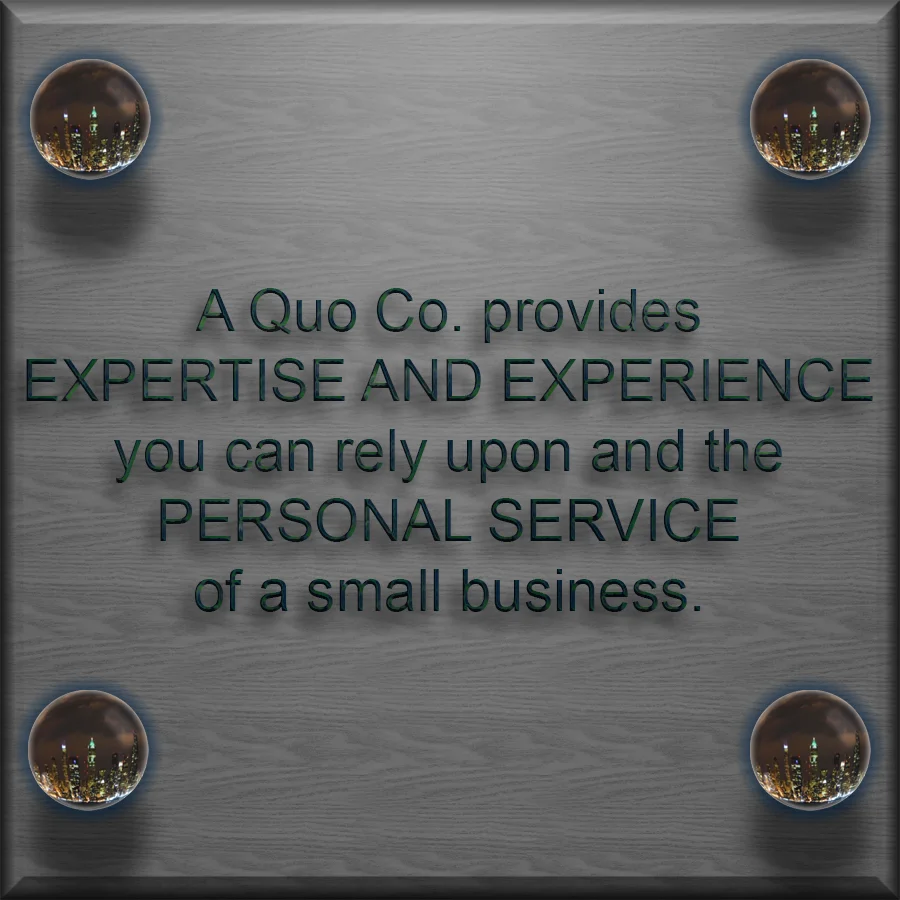 A Quo Co. provides
EXPERTISE AND EXPERIENCE
you can rely upon and the
PERSONAL SERVICE
of a small business.